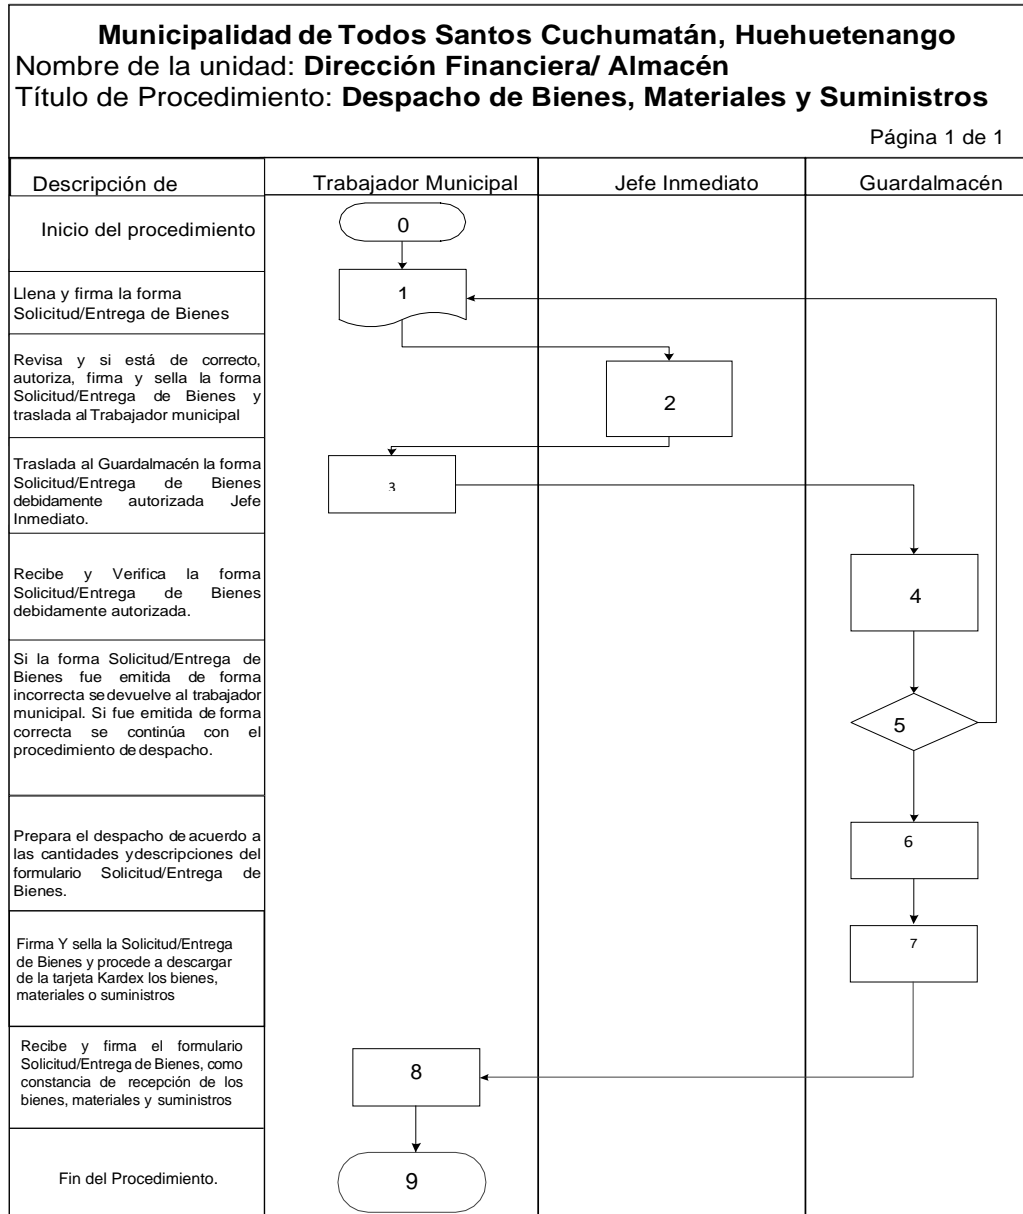 Municipalidad de Todos Santos Cuchumatán, Huehuetenango
Nombre de la unidad: Dirección Financiera/ Almacén
Título de Procedimiento: Despacho de Bienes, Materiales y Suministros
Página 1 de 1
Descripción de
Trabajador Municipal
Jefe Inmediato
Guardalmacén
Inicio del procedimiento
0
Llena y firma la forma
Solicitud/Entrega de Bienes
1
Revisa y si está de correcto,
autoriza, firma y sella la forma
Solicitud/Entrega de Bienes y
traslada al Trabajador municipal
2
Traslada al Guardalmacén la forma
Solicitud/Entrega de Bienes
debidamente autorizada Jefe
Inmediato.
3
Recibe y Verifica la forma
Solicitud/Entrega de Bienes
debidamente autorizada.
4
Si la forma Solicitud/Entrega de
Bienes fue emitida de forma
incorrecta se devuelve al trabajador
municipal. Si fue emitida de forma
correcta se continúa con el
procedimiento de despacho.
5
Prepara el despacho de acuerdo a
las cantidades y descripciones del
formulario Solicitud/Entrega de
Bienes.
6
Firma Y sella la Solicitud/Entrega
de Bienes y procede a descargar
de la tarjeta Kardex los bienes,
materiales o suministros
7
Recibe y firma el formulario
Solicitud/Entrega de Bienes, como
constancia de recepción de los
bienes, materiales y suministros
8
Fin del Procedimiento.
9